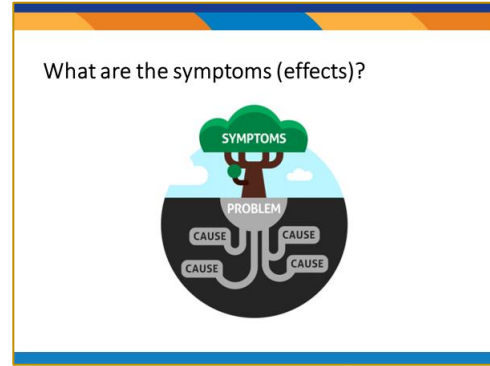 What are the symptoms (effects)?
SYMPTOMS
PROBLEM
CAUSE
CAUSE
CAUSE
CAUSE